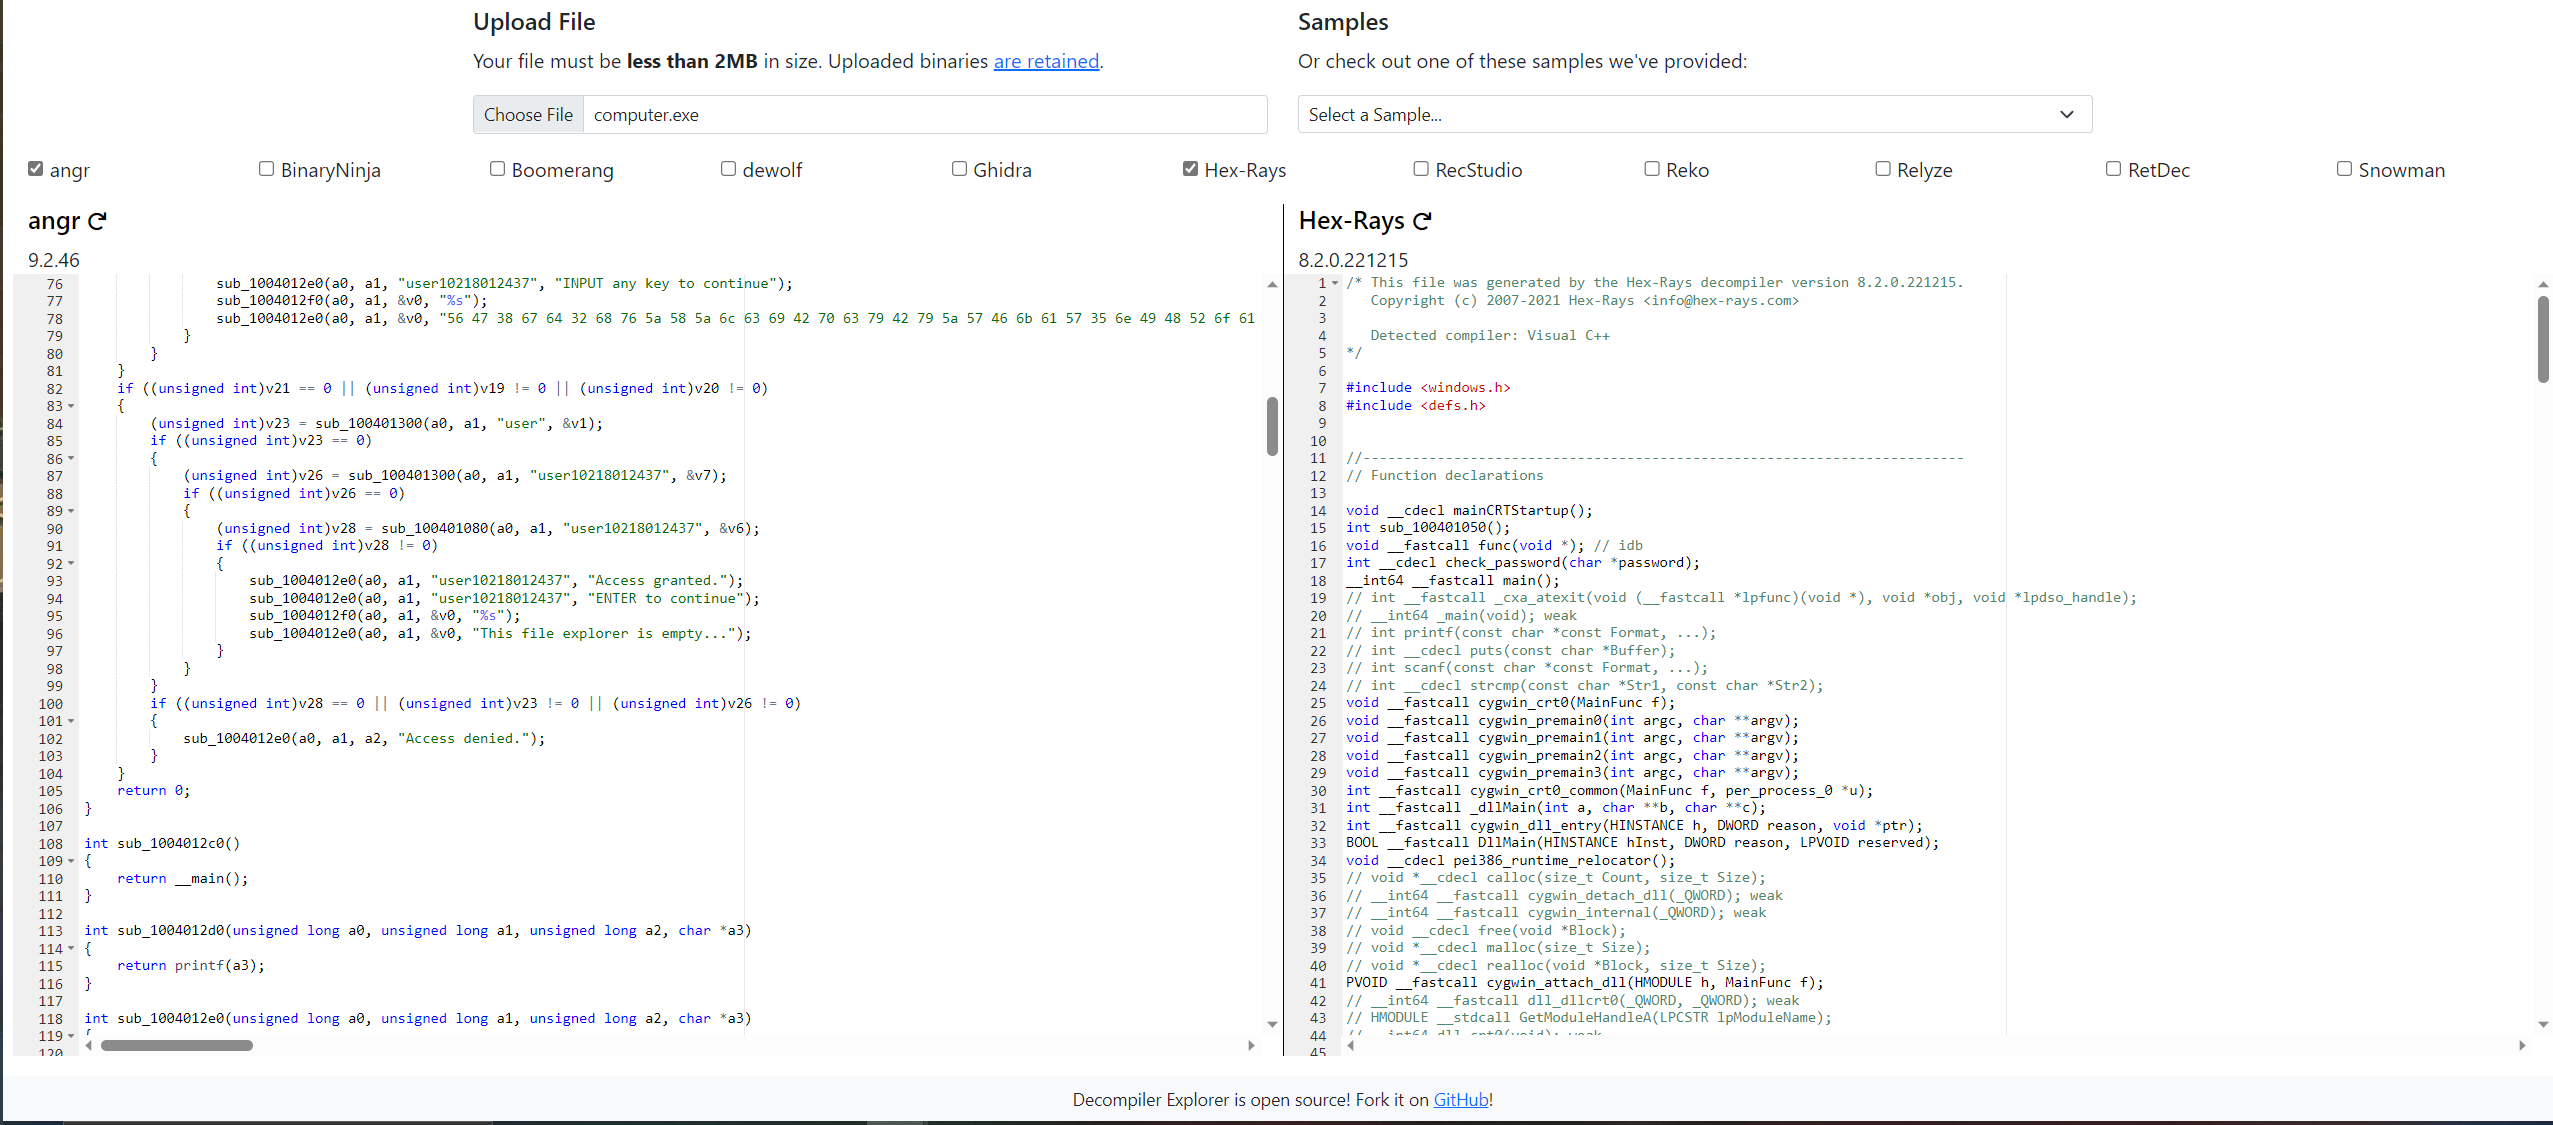 Upload File
Your file must be less than 2MB in size. Uploaded binaries are retained.
Choose File computer.exe
Samples
Or check out one of these samples we've provided:
Select a Sample...
angr BinaryNinja Boomerang dewolf Ghidra Hex-Rays RecStudio Reko Relyze RetDec Snowman
angr
9.2.46
76 sub_1004012e0(a0, a1, "user10218012437", "INPUT any key to continue");
77 sub_1004012f0(a0, a1, &v0, "%s");
78 sub_1004012e0(a0, a1, &v0, "56 47 38 67 64 32 68 76 5a 58 5a 6c 63 69 42 70 63 79 42 79 5a 57 46 6b 61 57 35 6e 49 48 52 6f 61
79 }
80 }
81 }
82 if ((unsigned int)v21 == 0 || (unsigned int)v19 != 0 || (unsigned int)v20 != 0)
83 {
84 (unsigned int)v23 = sub_100401300(a0, a1, "user", &v1);
85 if ((unsigned int)v23 == 0)
86 {
87 (unsigned int)v26 = sub_100401300(a0, a1, "user10218012437", &v7);
88 if ((unsigned int)v26 == 0)
89 {
90 (unsigned int)v28 = sub_100401080(a0, a1, "user10218012437", &v6);
91 if ((unsigned int)v28 != 0)
92 {
93 sub_1004012e0(a0, a1, "user10218012437", "Access granted.");
94 sub_1004012e0(a0, a1, "user10218012437", "ENTER to continue");
95 sub_1004012f0(a0, a1, &v0, "%s");
96 sub_1004012e0(a0, a1, &v0, "This file explorer is empty...");
97 }
98 }
99 }
100 if ((unsigned int)v28 == 0 || (unsigned int)v23 != 0 || (unsigned int)v26 != 0)
101 {
102 sub_1004012e0(a0, a1, a2, "Access denied.");
103 }
104 }
105 return 0;
106 }
107
108 int sub_1004012c0()
109 {
110 return __main();
111 }
112
113 int sub_1004012d0(unsigned long a0, unsigned long a1, unsigned long a2, char *a3)
114 {
115 return printf(a3);
116 }
117
118 int sub_1004012e0(unsigned long a0, unsigned long a1, unsigned long a2, char *a3)
119 {
120
Hex-Rays
8.2.0.221215
1 /* This file was generated by the Hex-Rays decompiler version 8.2.0.221215.
2 Copyright (c) 2007-2021 Hex-Rays <info@hex-rays.com>
3
4 Detected compiler: Visual C++
5 */
6
7 #include <windows.h>
8 #include <defs.h>
9
10
11 //-------------------------------------------------------------------------
12 // Function declarations
13
14 void __cdecl mainCRTStartup();
15 int sub_100401050();
16 void __fastcall func(void *); // idb
17 int __cdecl check_password(char *password);
18 __int64 __fastcall main();
19 // int __fastcall _cxa_atexit(void (__fastcall *lpfunc)(void *), void *obj, void *lpdso_handle);
20 // __int64 _main(void); weak
21 // int printf(const char *const Format, ...);
22 // int __cdecl puts(const char *Buffer);
23 // int scanf(const char *const Format, ...);
24 // int __cdecl strcmp(const char *Str1, const char *Str2);
25 void __fastcall cygwin_crt0(MainFunc f);
26 void __fastcall cygwin_premain0(int argc, char **argv);
27 void __fastcall cygwin_premain1(int argc, char **argv);
28 void __fastcall cygwin_premain2(int argc, char **argv);
29 void __fastcall cygwin_premain3(int argc, char **argv);
30 int __fastcall cygwin_crt0_common(MainFunc f, per_process_0 *u);
31 int __fastcall _dllMain(int a, char **b, char **c);
32 int __fastcall cygwin_dll_entry(HINSTANCE h, DWORD reason, void *ptr);
33 BOOL __fastcall DllMain(HINSTANCE hInst, DWORD reason, LPVOID reserved);
34 void __cdecl pei386_runtime_relocator();
35 // void *__cdecl calloc(size_t Count, size_t Size);
36 // __int64 __fastcall cygwin_detach_dll(_QWORD); weak
37 // __int64 __fastcall cygwin_internal(_QWORD); weak
38 // void __cdecl free(void *Block);
39 // void *__cdecl malloc(size_t Size);
40 // void *__cdecl realloc(void *Block, size_t Size);
41 PVOID __fastcall cygwin_attach_dll(HMODULE h, MainFunc f);
42 // __int64 __fastcall dll_dllcrt0(_QWORD, _QWORD); weak
43 // HMODULE __stdcall GetModuleHandleA(LPCSTR lpModuleName);
44 // __int64 dll_crt0(void); weak
45
Decompiler Explorer is open source! Fork it on GitHub!